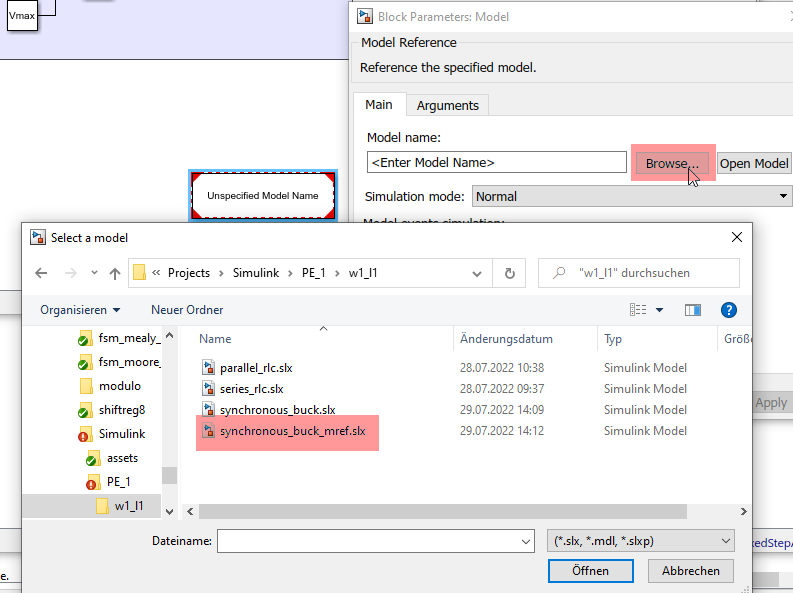 Vmax
Block Parameters: Model
Model Reference
Reference the specified model.
Main Arguments
Model name:
<Enter Model Name> Browse... Open Model
Unspecified Model Name
Simulation mode: Normal
Model events simulation:
Select a model
« Projects › Simulink › PE_1 › w1_l1 "w1_l1" durchsuchen
Organisieren Neuer Ordner
fsm_mealy_
fsm_moore_
modulo
shiftreg8
Simulink
assets
PE_1
w1_l1
Name Änderungsdatum Typ Größe
parallel_rlc.slx 28.07.2022 10:38 Simulink Model
series_rlc.slx 28.07.2022 09:37 Simulink Model
synchronous_buck.slx 29.07.2022 14:09 Simulink Model
synchronous_buck_mref.slx 29.07.2022 14:12 Simulink Model
Apply
Dateiname: (*.slx, *.mdl, *.slxp)
Öffnen Abbrechen